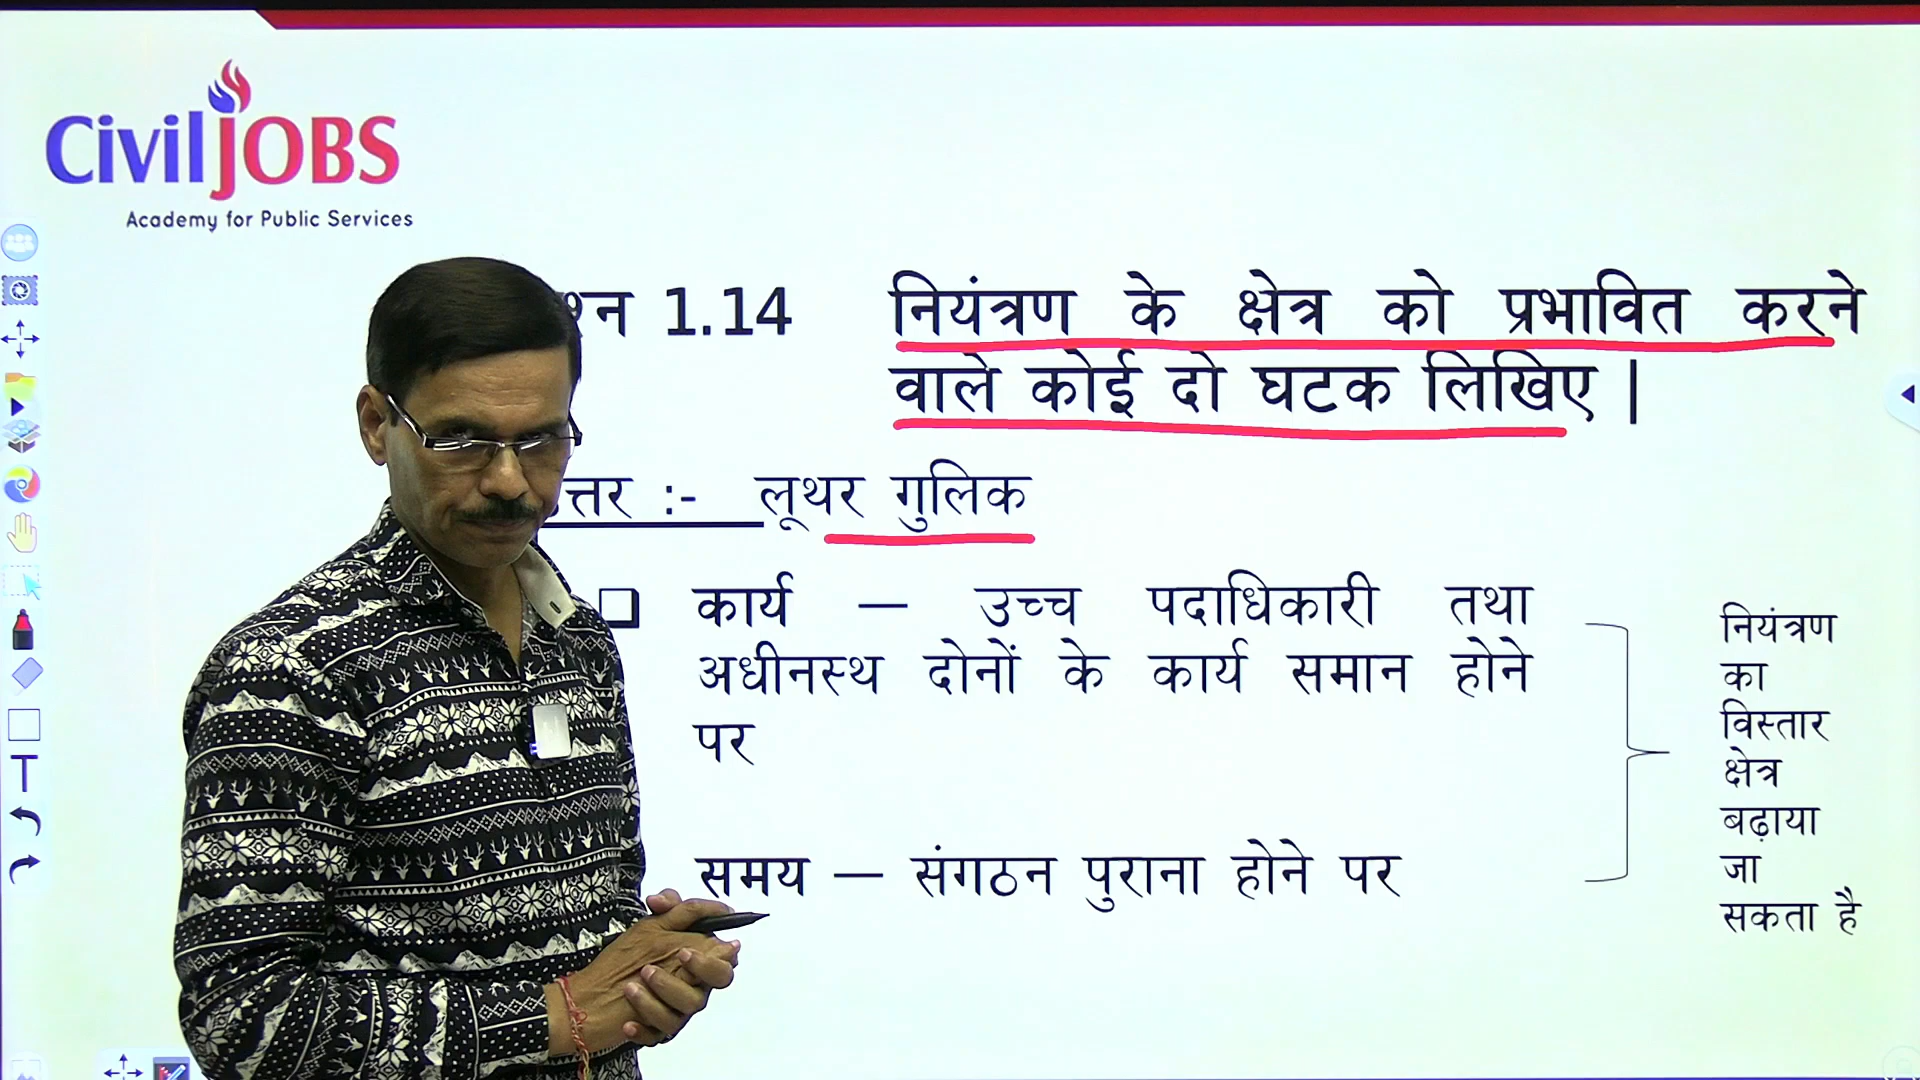 CivilJOBS
Academy for Public Services
1.14 नियंत्रण के क्षेत्र को प्रभावित करने
वाले कोई दो घटक लिखिए |
:- लूथर गुलिक
कार्य – उच्च पदाधिकारी तथा
अधीनस्थ दोनों के कार्य समान होने
पर
समय – संगठन पुराना होने पर
नियंत्रण
का
विस्तार
क्षेत्र
बढ़ाया
जा
सकता है